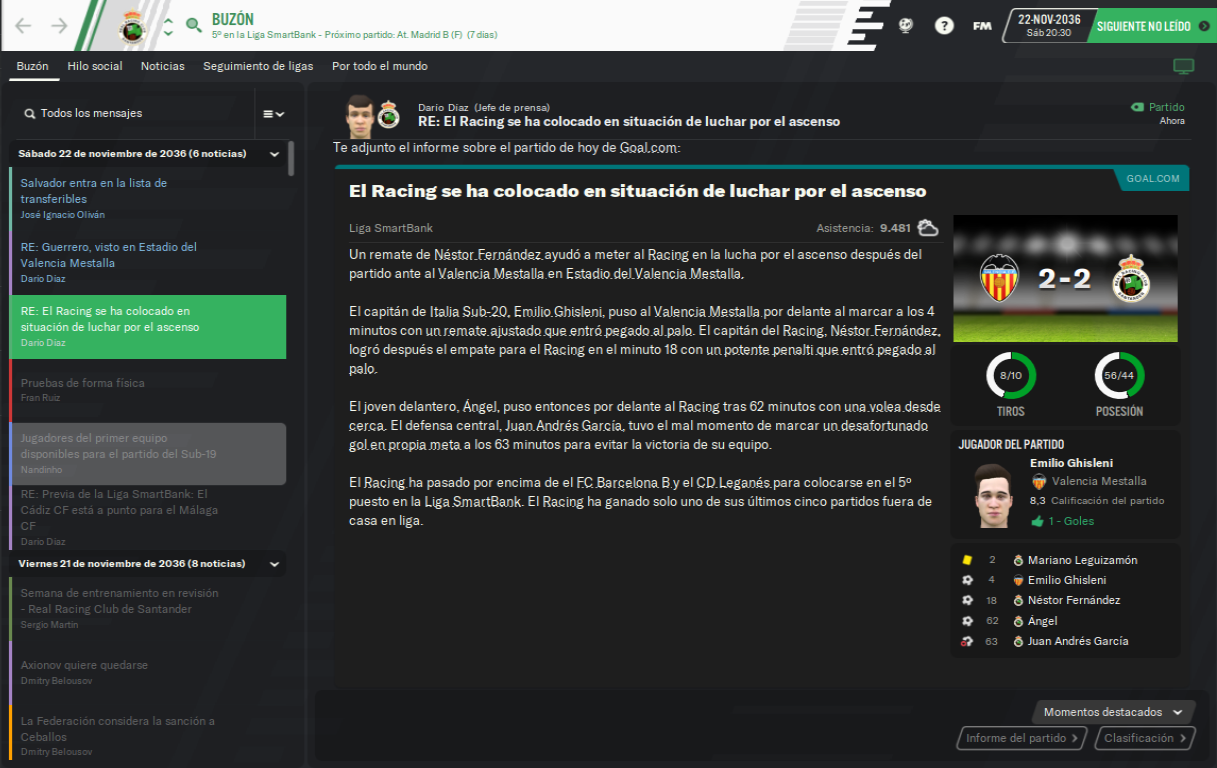 BUZÓN
5º en la Liga SmartBank - Próximo partido: At. Madrid B (F) (7 días)
?
FM
22-NOV-2036
Sáb 20:30
SIGUIENTE NO LEÍDO
Buzón
Hilo social
Noticias
Seguimiento de ligas
Por todo el mundo
Todos los mensajes
Sábado 22 de noviembre de 2036 (6 noticias)
Salvador entra en la lista de
transferibles
José Ignacio Oliván
RE: Guerrero, visto en Estadio del
Valencia Mestalla
Darío Díaz
RE: El Racing se ha colocado en
situación de luchar por el ascenso
Darío Díaz
Pruebas de forma física
Fran Ruiz
Jugadores del primer equipo
disponibles para el partido del Sub-19
Nandinho
RE: Previa de la Liga SmartBank: El
Cádiz CF está a punto para el Málaga
CF
Darío Díaz
Viernes 21 de noviembre de 2036 (8 noticias)
Semana de entrenamiento en revisión
- Real Racing Club de Santander
Sergio Martín
Axionov quiere quedarse
Dmitry Belousov
La Federación considera la sanción a
Ceballos
Dmitry Belousov
Darío Díaz (Jefe de prensa)
RE: El Racing se ha colocado en situación de luchar por el ascenso
Partido
Ahora
Te adjunto el informe sobre el partido de hoy de Goal.com:
GOAL.COM
El Racing se ha colocado en situación de luchar por el ascenso
Liga SmartBank
Asistencia: 9.481
Un remate de Néstor Fernández ayudó a meter al Racing en la lucha por el ascenso después del
partido ante al Valencia Mestalla en Estadio del Valencia Mestalla.
El capitán de Italia Sub-20, Emilio Ghisleni, puso al Valencia Mestalla por delante al marcar a los 4
minutos con un remate ajustado que entró pegado al palo. El capitán del Racing, Néstor Fernández,
logró después el empate para el Racing en el minuto 18 con un potente penalti que entró pegado al
palo.
El joven delantero, Ángel, puso entonces por delante al Racing tras 62 minutos con una volea desde
cerca. El defensa central, Juan Andrés García, tuvo el mal momento de marcar un desafortunado
gol en propia meta a los 63 minutos para evitar la victoria de su equipo.
El Racing ha pasado por encima de el FC Barcelona B y el CD Leganés para colocarse en el 5º
puesto en la Liga SmartBank. El Racing ha ganado solo uno de sus últimos cinco partidos fuera de
casa en liga.
2-2
8/10
TIROS
56/44
POSESIÓN
JUGADOR DEL PARTIDO
Emilio Ghisleni
Valencia Mestalla
8,3 Calificación del partido
1 - Goles
2 Mariano Leguizamón
4 Emilio Ghisleni
18 Néstor Fernández
62 Ángel
63 Juan Andrés García
Momentos destacados
Informe del partido
Clasificación